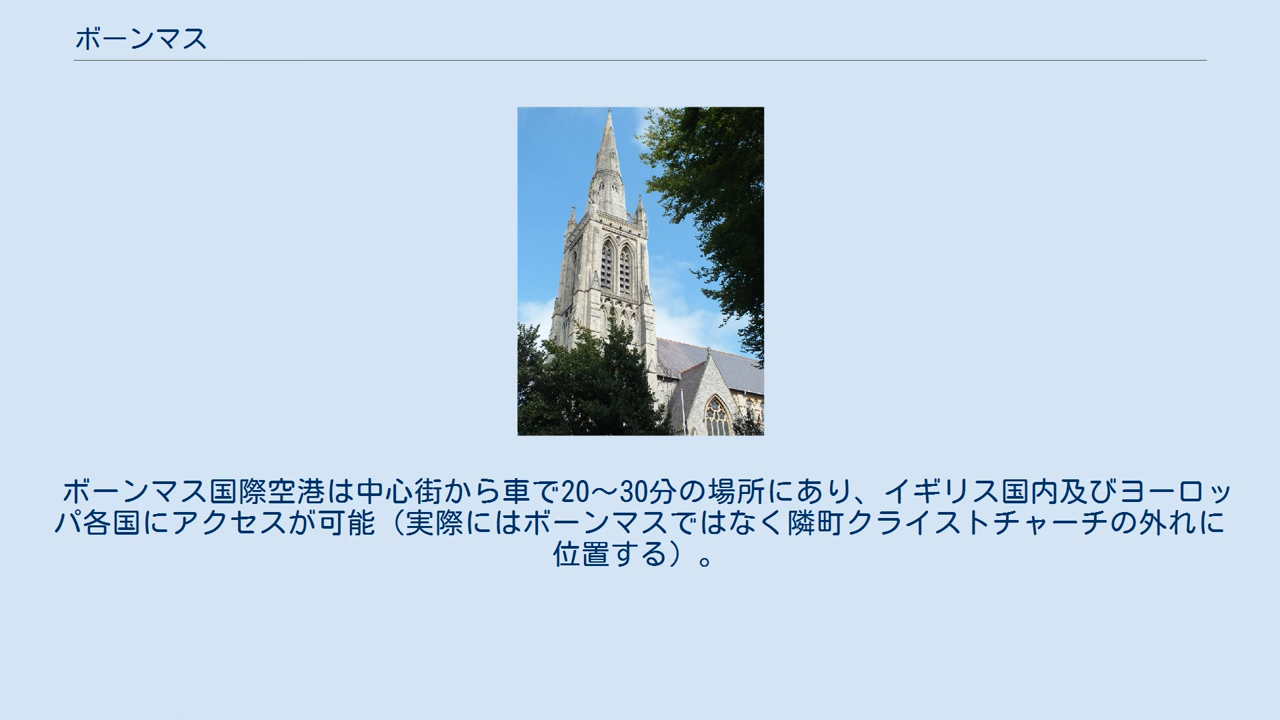 ボーンマス
ボーンマス国際空港は中心街から車で20〜30分の場所にあり、イギリス国内及びヨーロッ
パ各国にアクセスが可能（実際にはボーンマスではなく隣町クライストチャーチの外れに
位置する）。